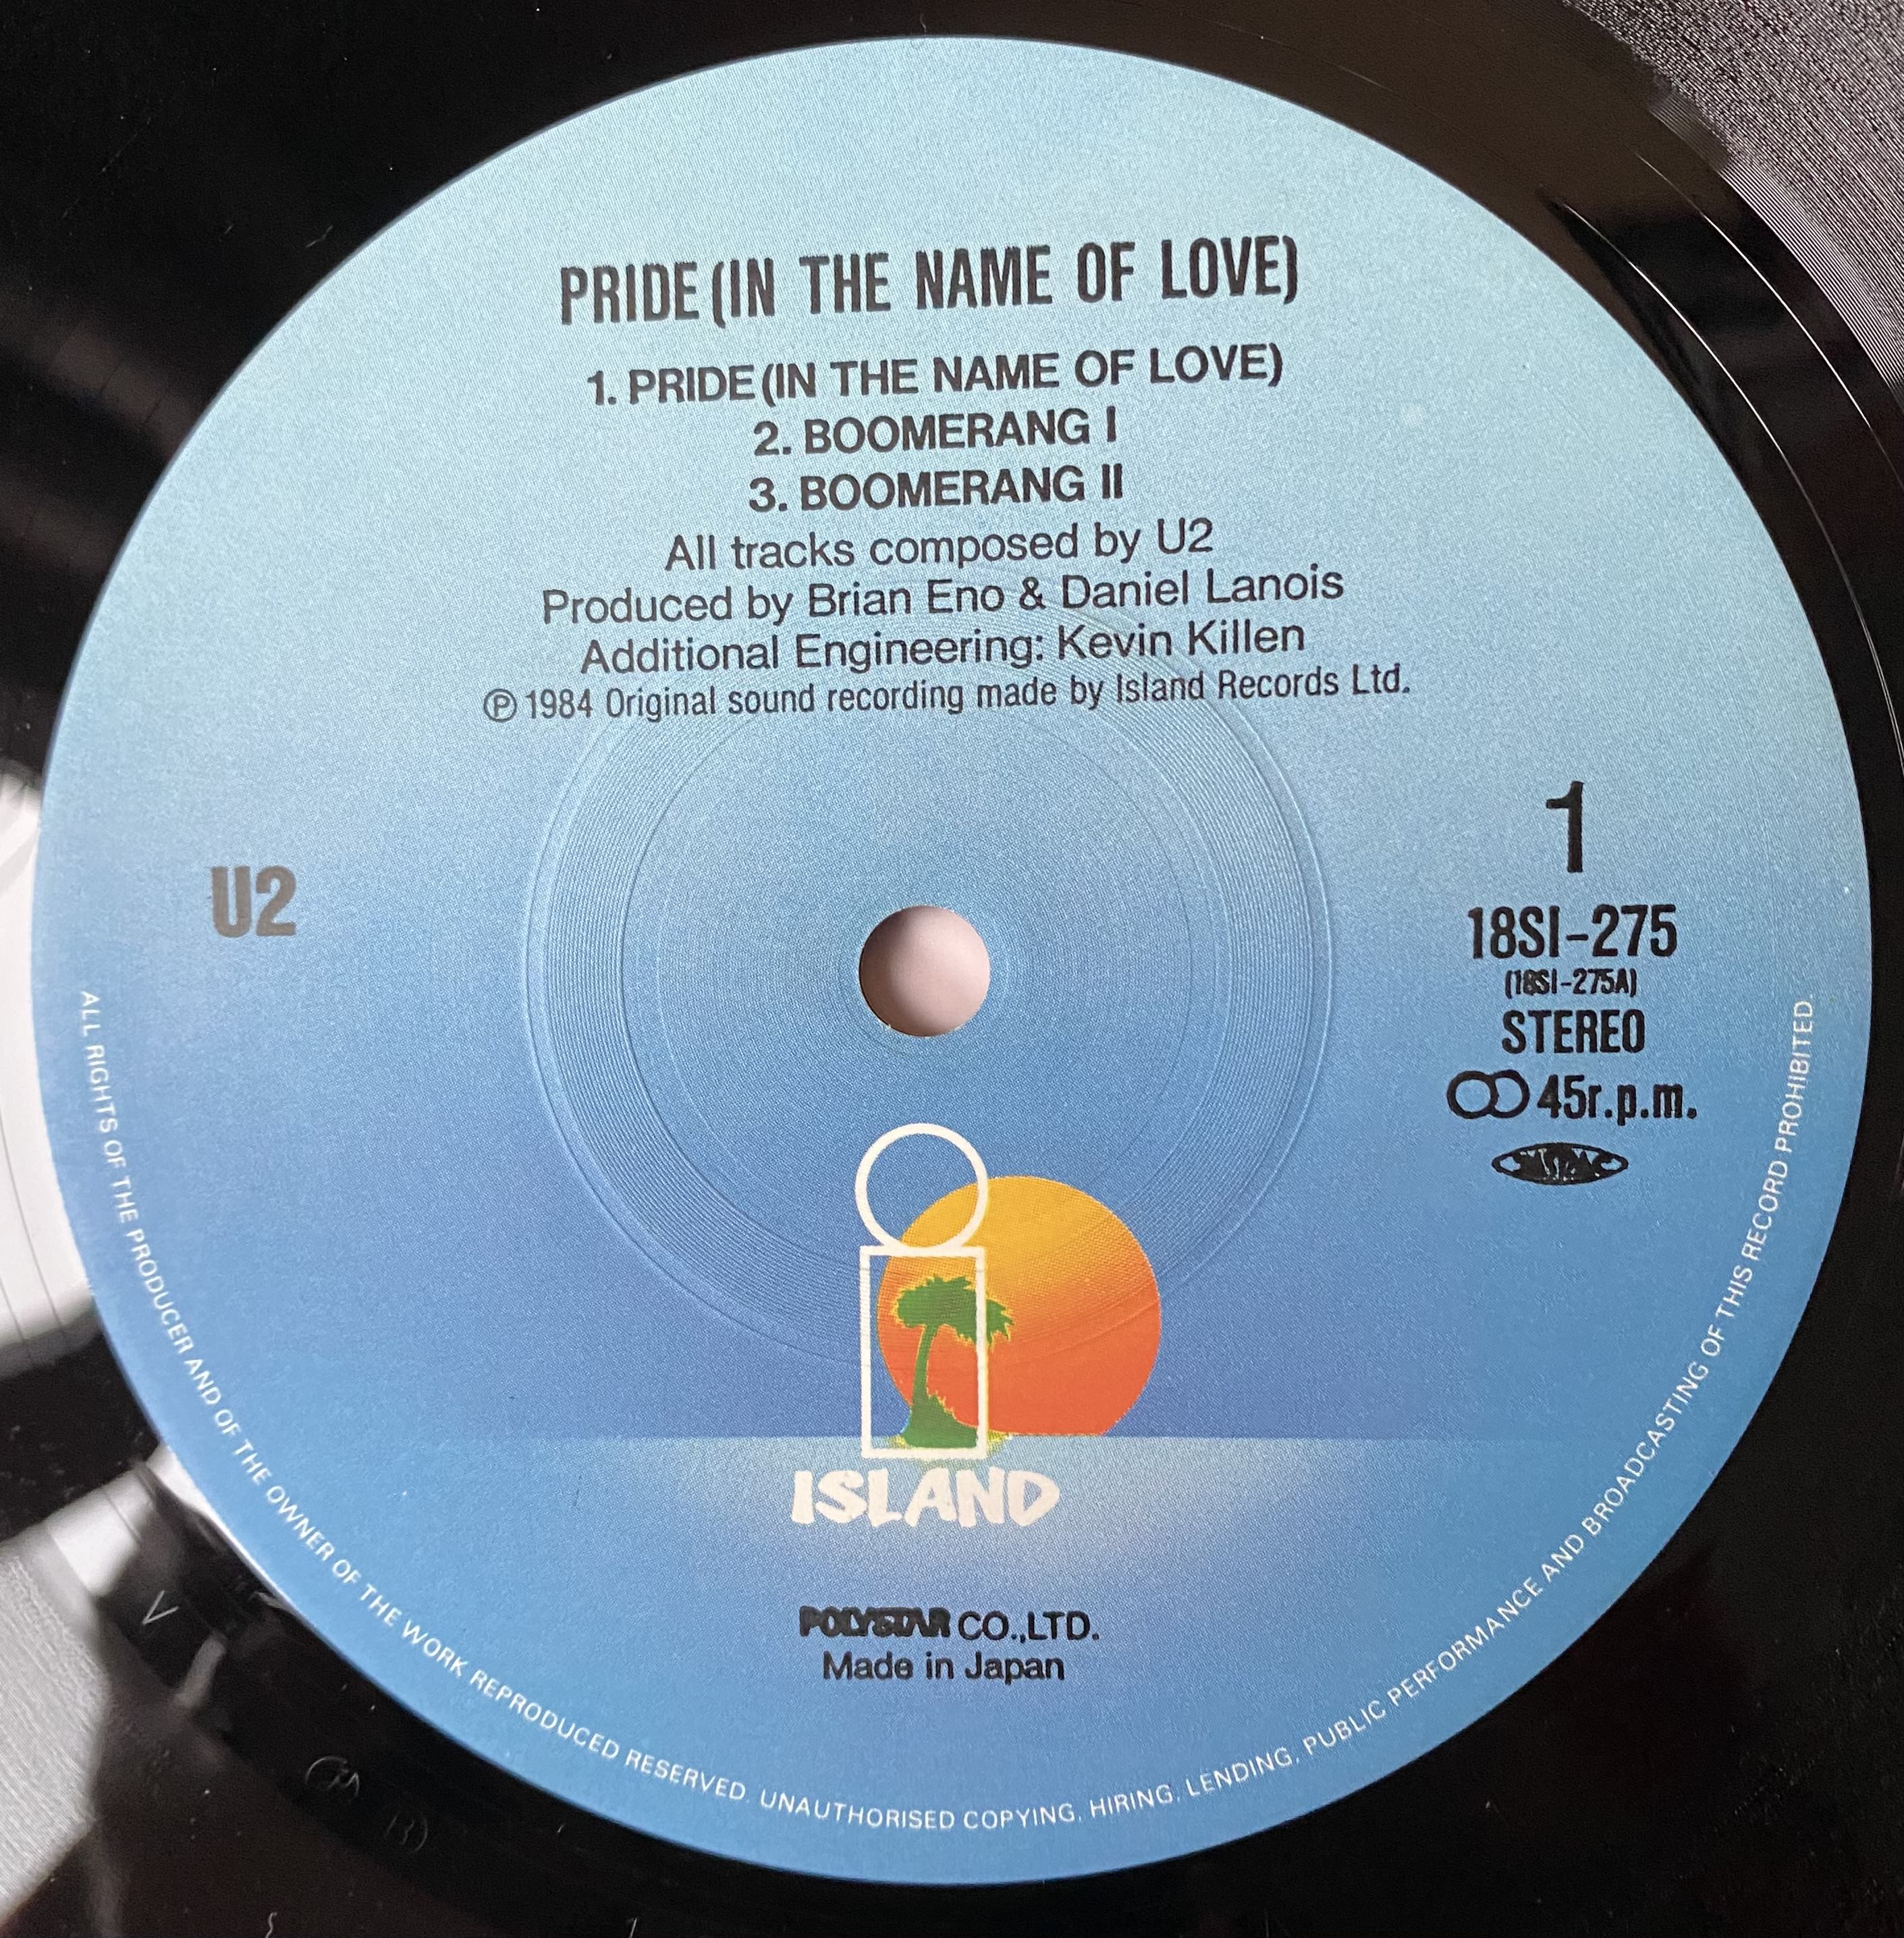 PRIDE (IN THE NAME OF LOVE)
1. PRIDE (IN THE NAME OF LOVE)
2. BOOMERANG I
3. BOOMERANG II
All tracks composed by U2
Produced by Brian Eno & Daniel Lanois
Additional Engineering: Kevin Killen
Ⓟ 1984 Original sound recording made by Island Records Ltd.
U2
1
18SI-275
(18SI-275A)
STEREO
45r.p.m.
ISLAND
POLYSTAR CO.,LTD.
Made in Japan
ALL RIGHTS OF THE PRODUCER AND OF THE OWNER OF THE WORK REPRODUCED RESERVED. UNAUTHORISED COPYING, HIRING, LENDING, PUBLIC PERFORMANCE AND BROADCASTING OF THIS RECORD PROHIBITED.